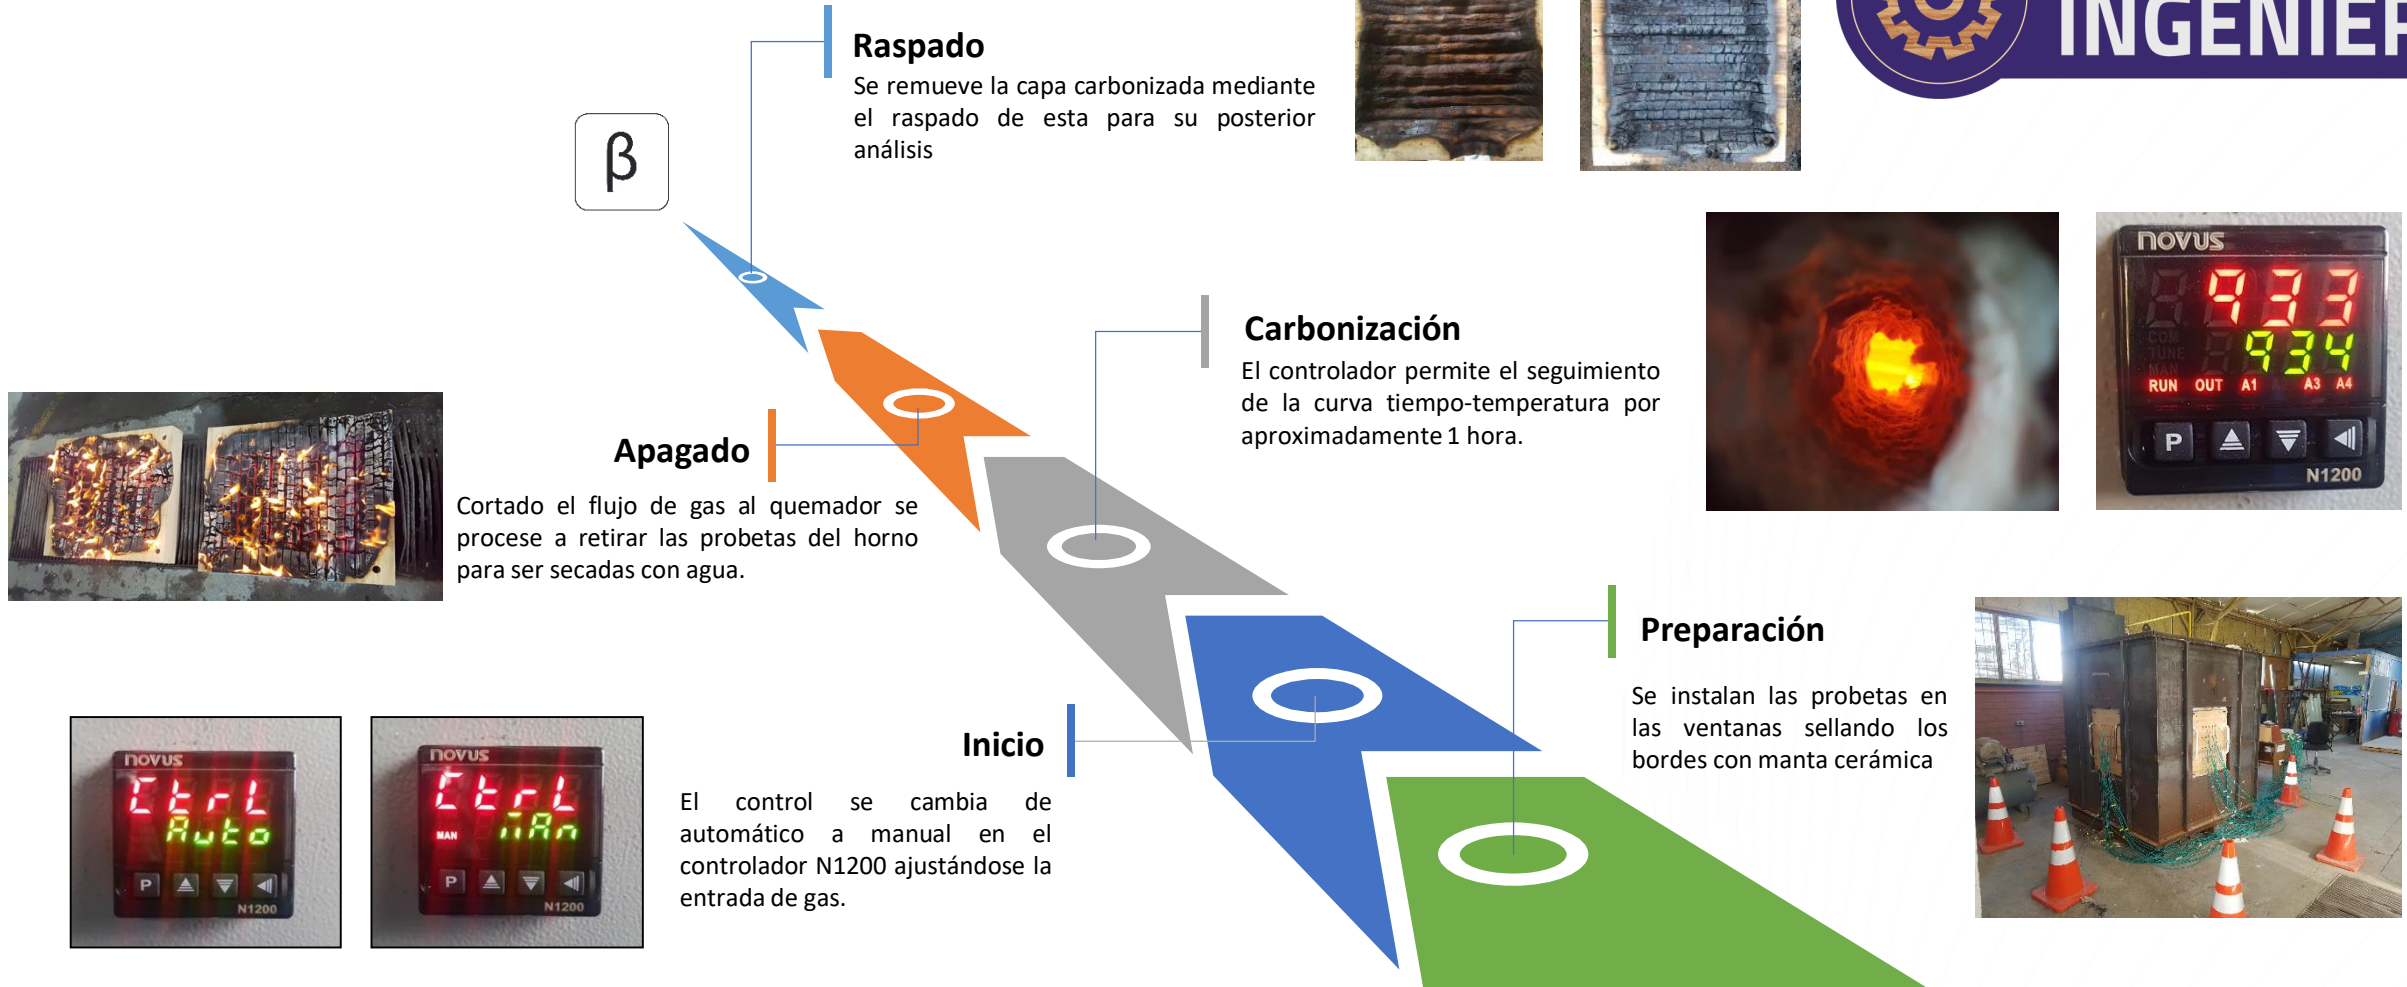 INGENIER
Raspado
Se remueve la capa carbonizada mediante
el raspado de esta para su posterior
análisis
β
novus
933
934
COM
TUNE
MAN
RUN OUT A1 A2 A3 A4
P
N1200
Carbonización
El controlador permite el seguimiento
de la curva tiempo-temperatura por
aproximadamente 1 hora.
Apagado
Cortado el flujo de gas al quemador se
procese a retirar las probetas del horno
para ser secadas con agua.
Preparación
Se instalan las probetas en
las ventanas sellando los
bordes con manta cerámica
Inicio
El control se cambia de
automático a manual en el
controlador N1200 ajustándose la
entrada de gas.
novus
CtrL
Auto
P
N1200
novus
CtrL
MAN
mAn
P
N1200